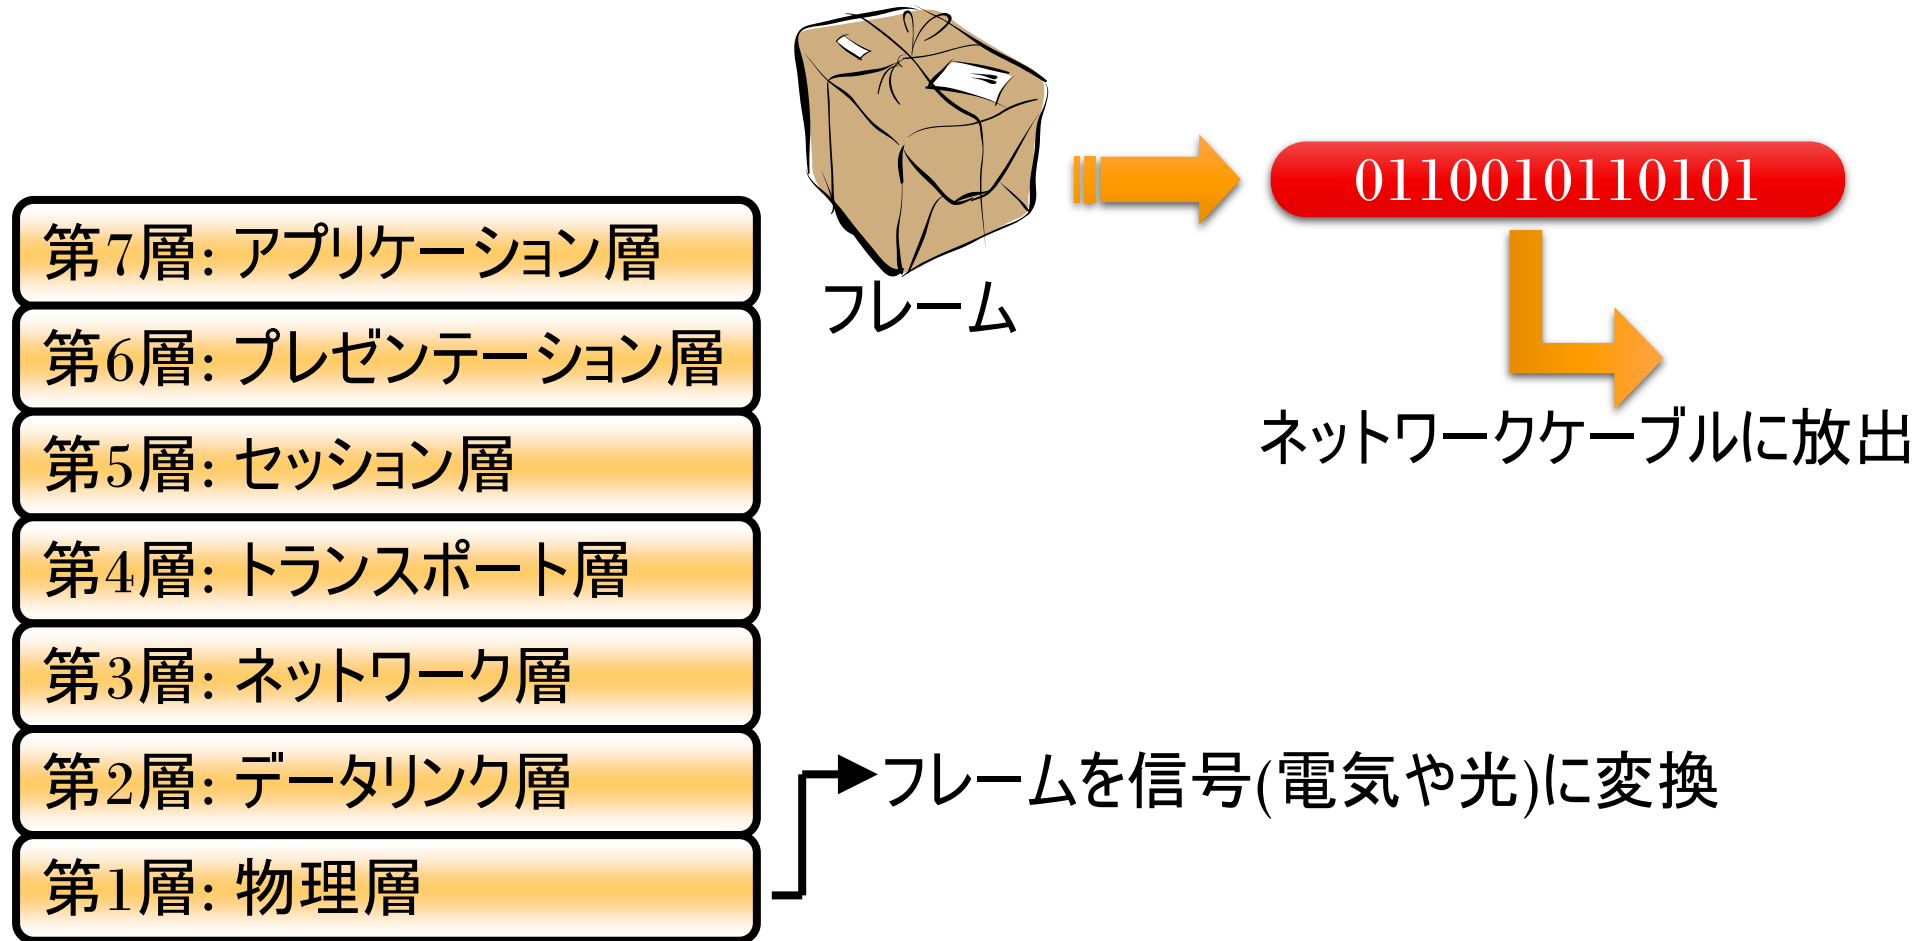 0110010110101
フレーム
ネットワークケーブルに放出
第7層: アプリケーション層
第6層: プレゼンテーション層
第5層: セッション層
第4層: トランスポート層
第3層: ネットワーク層
第2層: データリンク層
第1層: 物理層
フレームを信号(電気や光)に変換